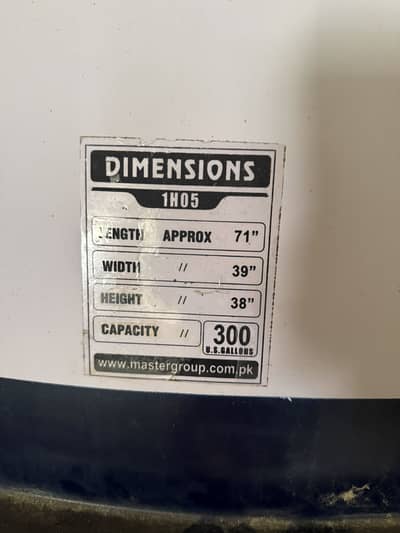 DIMENSIONS
1H05
LENGTH APPROX 71”
WIDTH // 39”
HEIGHT // 38”
CAPACITY // 300
U.S.GALLONS
www.mastergroup.com.pk